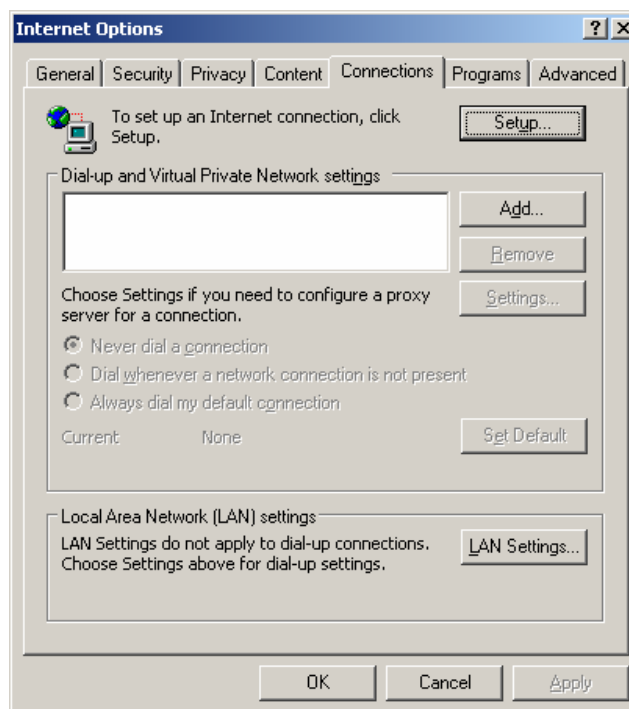 Internet Options
General Security Privacy Content Connections Programs Advanced
To set up an Internet connection, click
Setup.
Setup...
Dial-up and Virtual Private Network settings
Add...
Remove
Choose Settings if you need to configure a proxy
server for a connection.
Settings...
Never dial a connection
Dial whenever a network connection is not present
Always dial my default connection
Current None
Set Default
Local Area Network (LAN) settings
LAN Settings do not apply to dial-up connections.
Choose Settings above for dial-up settings.
LAN Settings...
OK Cancel Apply